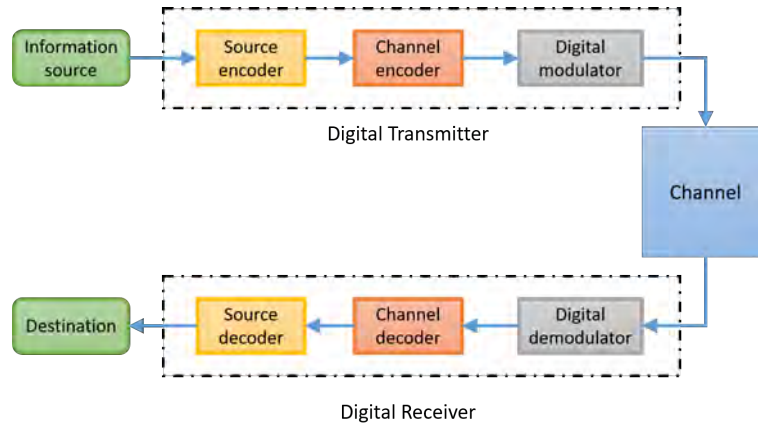 Information
source
Source
encoder
Channel
encoder
Digital
modulator
Digital Transmitter
Channel
Destination
Source
decoder
Channel
decoder
Digital
demodulator
Digital Receiver